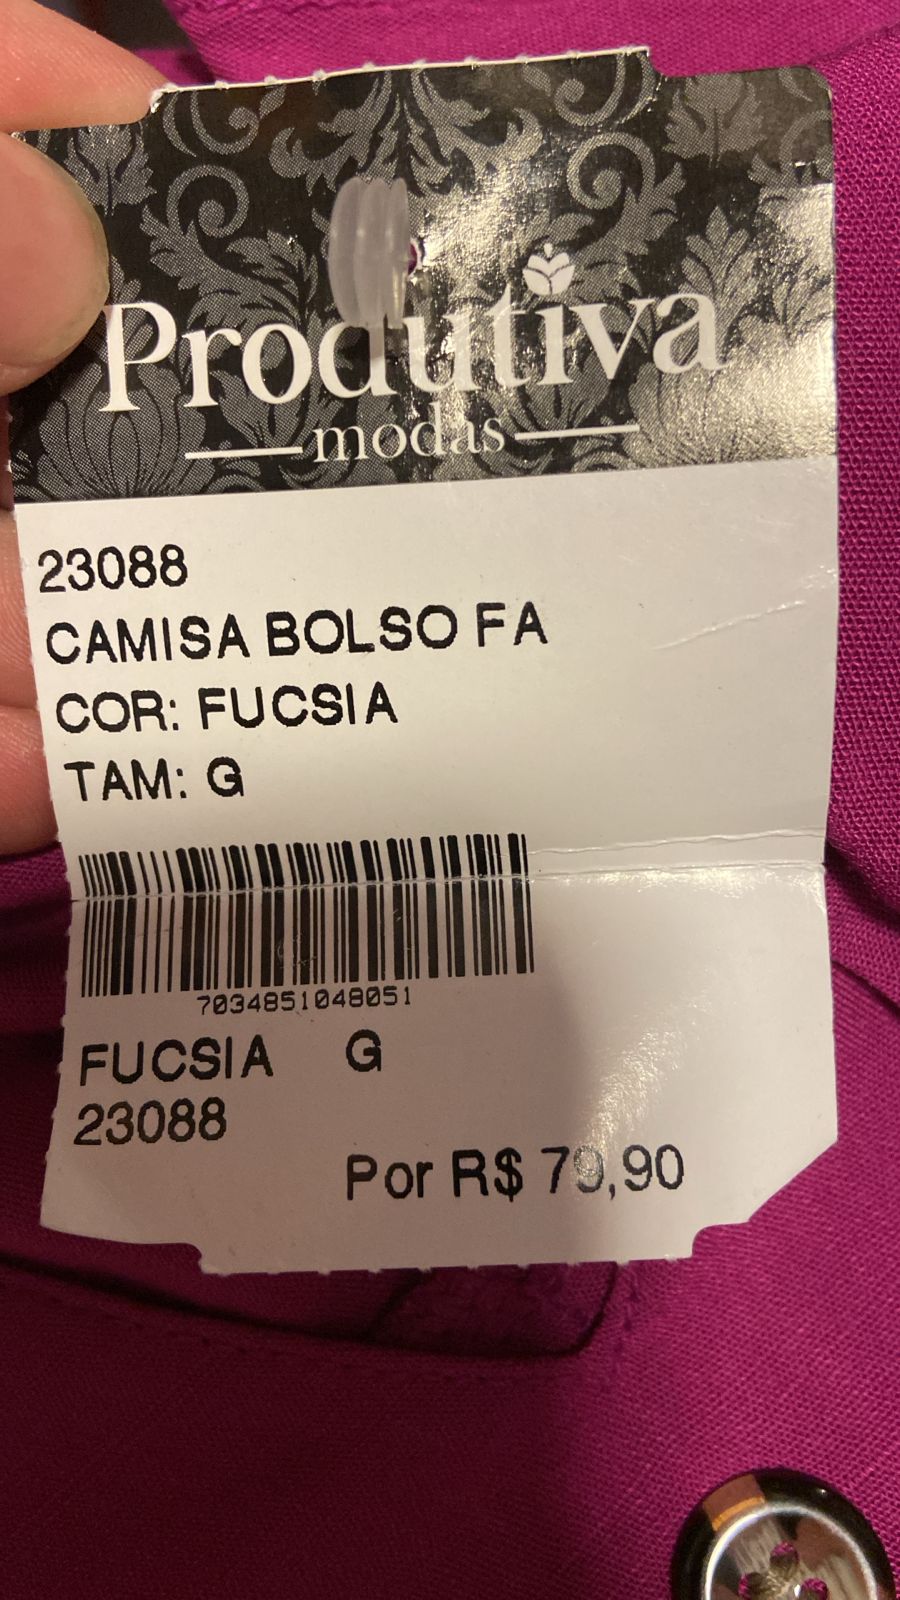 Produtiva
modas
23088
CAMISA BOLSO FA
COR: FUCSIA
TAM: G
7034851048051
FUCSIA G
23088
Por R$ 79,90